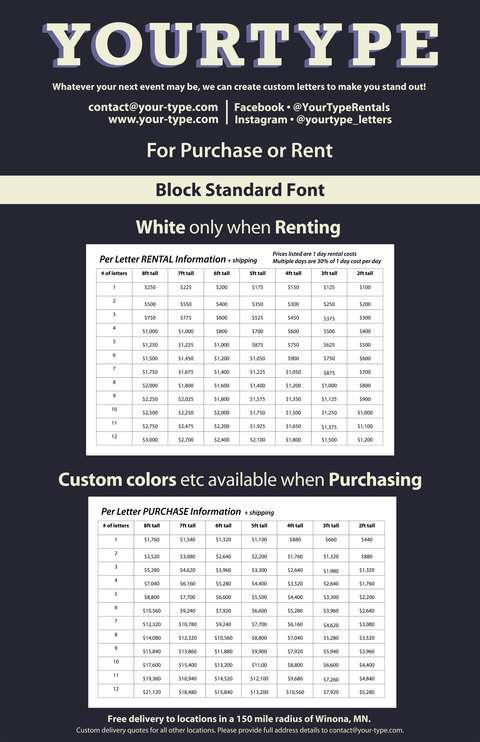 YOURTYPE
Whatever your next event may be, we can create custom letters to make you stand out!
contact@your-type.com | Facebook • @YourTypeRentals
www.your-type.com | Instagram • @yourtype_letters
For Purchase or Rent
Block Standard Font
White only when Renting
Per Letter RENTAL Information + shipping
Prices listed are 1 day rental costs
Multiple days are 30% of 1 day cost per day
# of letters 8ft tall 7ft tall 6ft tall 5ft tall 4ft tall 3ft tall 2ft tall
1 $250 $225 $200 $175 $150 $125 $100
2 $500 $550 $400 $350 $300 $250 $200
3 $750 $775 $600 $525 $450 $375 $300
4 $1,000 $1,000 $800 $700 $600 $500 $400
5 $1,250 $1,225 $1,000 $875 $750 $625 $500
6 $1,500 $1,450 $1,200 $1,050 $900 $750 $600
7 $1,750 $1,675 $1,400 $1,225 $1,050 $875 $700
8 $2,000 $1,800 $1,600 $1,400 $1,200 $1,000 $800
9 $2,250 $2,025 $1,800 $1,575 $1,350 $1,125 $900
10 $2,500 $2,250 $2,000 $1,750 $1,500 $1,250 $1,000
11 $2,750 $2,475 $2,200 $1,925 $1,650 $1,375 $1,100
12 $3,000 $2,700 $2,400 $2,100 $1,800 $1,500 $1,200
Custom colors etc available when Purchasing
Per Letter PURCHASE Information + shipping
# of letters 8ft tall 7ft tall 6ft tall 5ft tall 4ft tall 3ft tall 2ft tall
1 $1,760 $1,540 $1,320 $1,100 $880 $660 $440
2 $3,520 $3,080 $2,640 $2,200 $1,760 $1,320 $880
3 $5,280 $4,620 $3,960 $3,300 $2,640 $1,980 $1,320
4 $7,040 $6,160 $5,280 $4,400 $3,520 $2,640 $1,760
5 $8,800 $7,700 $6,600 $5,500 $4,400 $3,300 $2,200
6 $10,560 $9,240 $7,920 $6,600 $5,280 $3,960 $2,640
7 $12,320 $10,780 $9,240 $7,700 $6,160 $4,620 $3,080
8 $14,080 $12,320 $10,560 $8,800 $7,040 $5,280 $3,520
9 $15,840 $13,860 $11,880 $9,900 $7,920 $5,940 $3,960
10 $17,600 $15,400 $13,200 $11,00 $8,800 $6,600 $4,400
11 $19,360 $16,940 $14,520 $12,100 $9,680 $7,260 $4,840
12 $21,120 $18,480 $15,840 $13,200 $10,560 $7,920 $5,280
Free delivery to locations in a 150 mile radius of Winona, MN.
Custom delivery quotes for all other locations. Please provide full address details to contact@your-type.com.